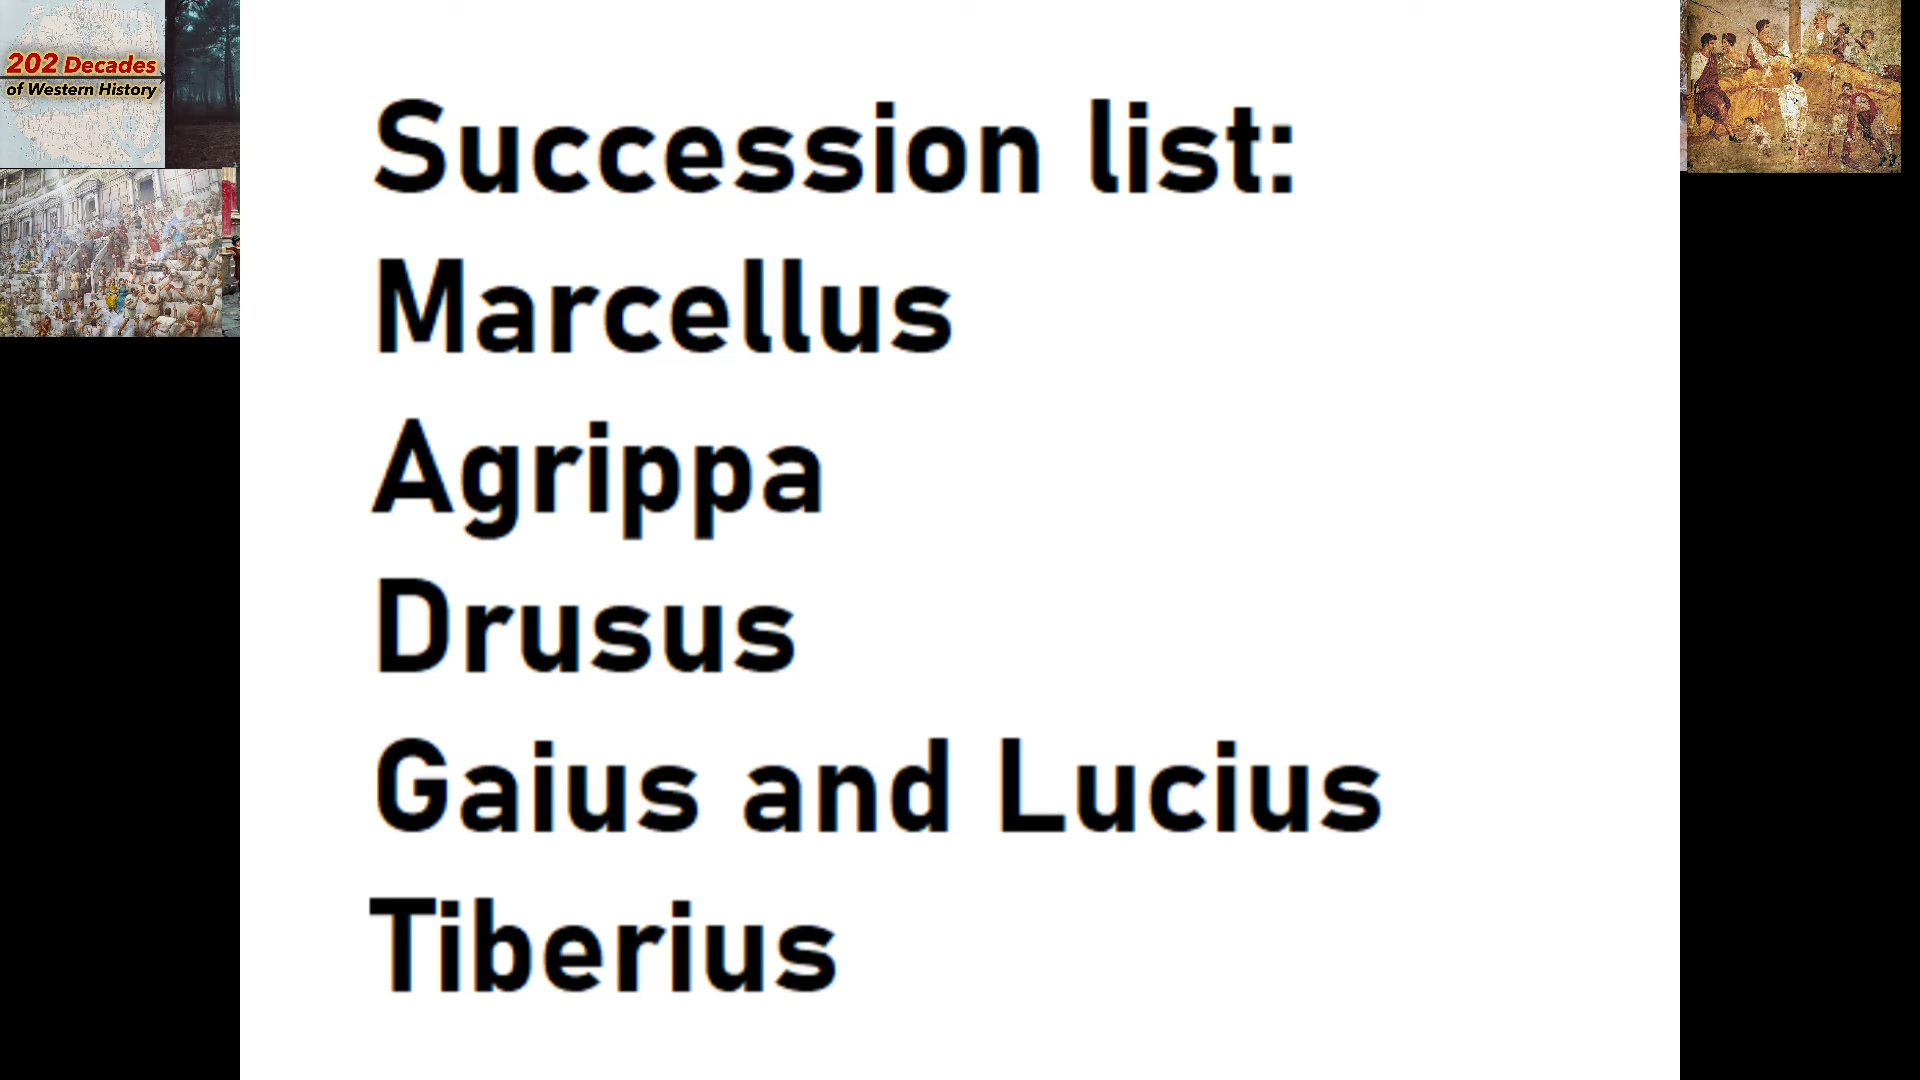 202 Decades
of Western History
Succession list:
Marcellus
Agrippa
Drusus
Gaius and Lucius
Tiberius